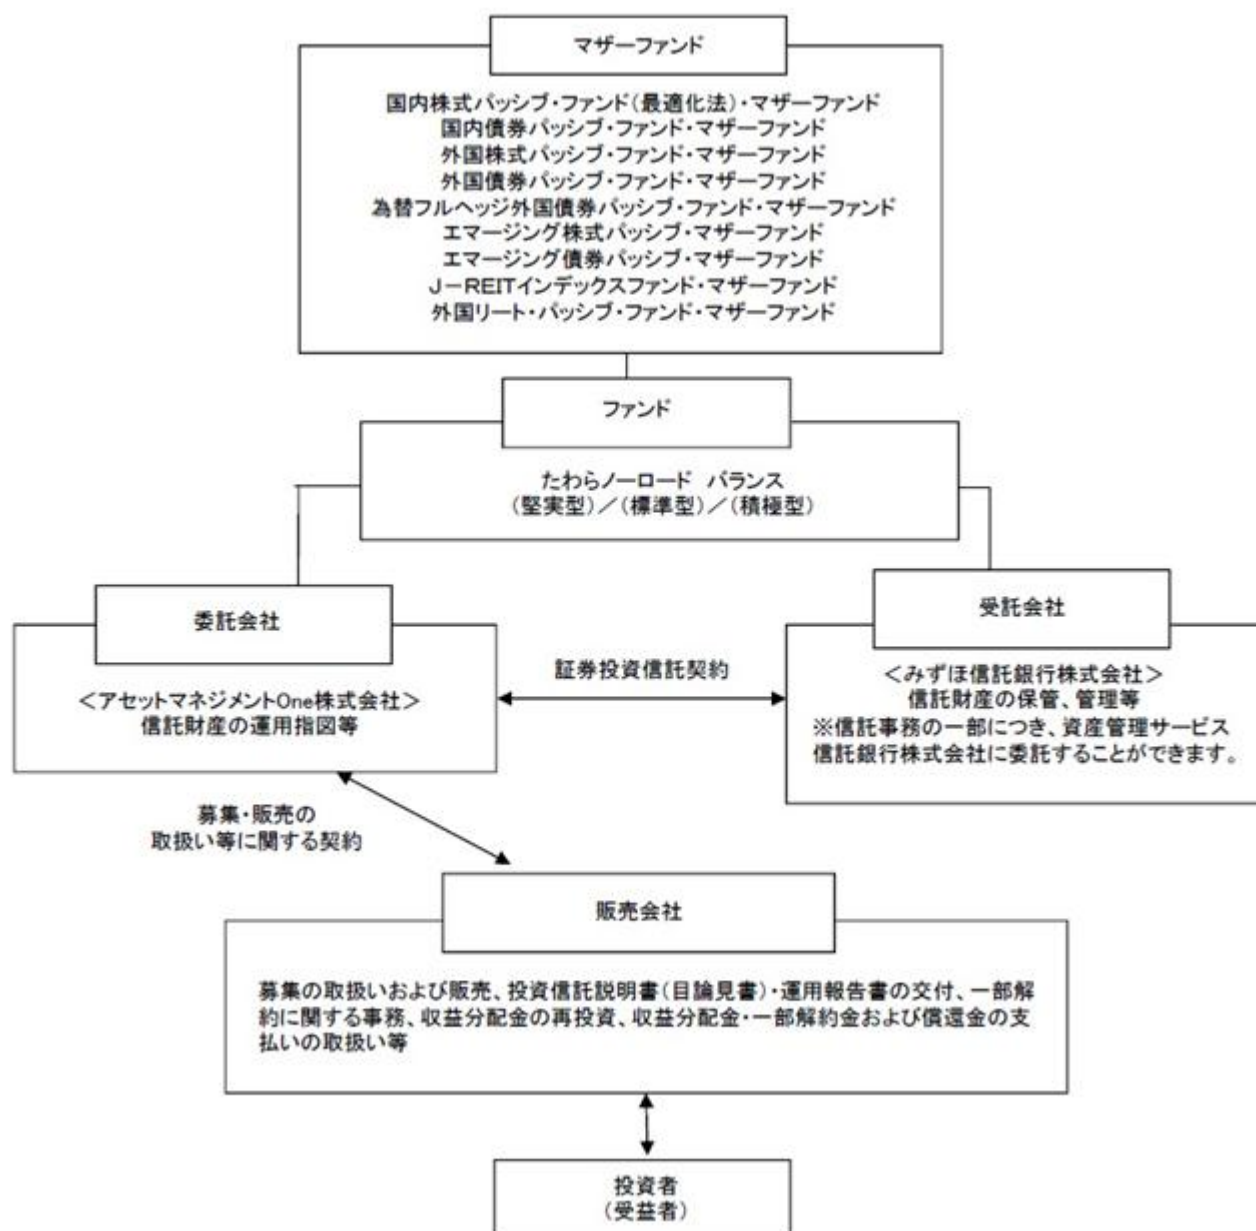 マザーファンド
国内株式パッシブ・ファンド(最適化法)・マザーファンド
国内債券パッシブ・ファンド・マザーファンド
外国株式パッシブ・ファンド・マザーファンド
外国債券パッシブ・ファンド・マザーファンド
為替フルヘッジ外国債券パッシブ・ファンド・マザーファンド
エマージング株式パッシブ・マザーファンド
エマージング債券パッシブ・マザーファンド
J-REITインデックスファンド・マザーファンド
外国リート・パッシブ・ファンド・マザーファンド
ファンド
たわらノーロード バランス
(堅実型)/(標準型)/(積極型)
委託会社
<アセットマネジメントOne株式会社>
信託財産の運用指図等
証券投資信託契約
受託会社
<みずほ信託銀行株式会社>
信託財産の保管、管理等
※信託事務の一部につき、資産管理サービス
信託銀行株式会社に委託することができます。
募集・販売の
取扱い等に関する契約
販売会社
募集の取扱いおよび販売、投資信託説明書(目論見書)・運用報告書の交付、一部解
約に関する事務、収益分配金の再投資、収益分配金・一部解約金および償還金の支
払いの取扱い等
投資者
(受益者)